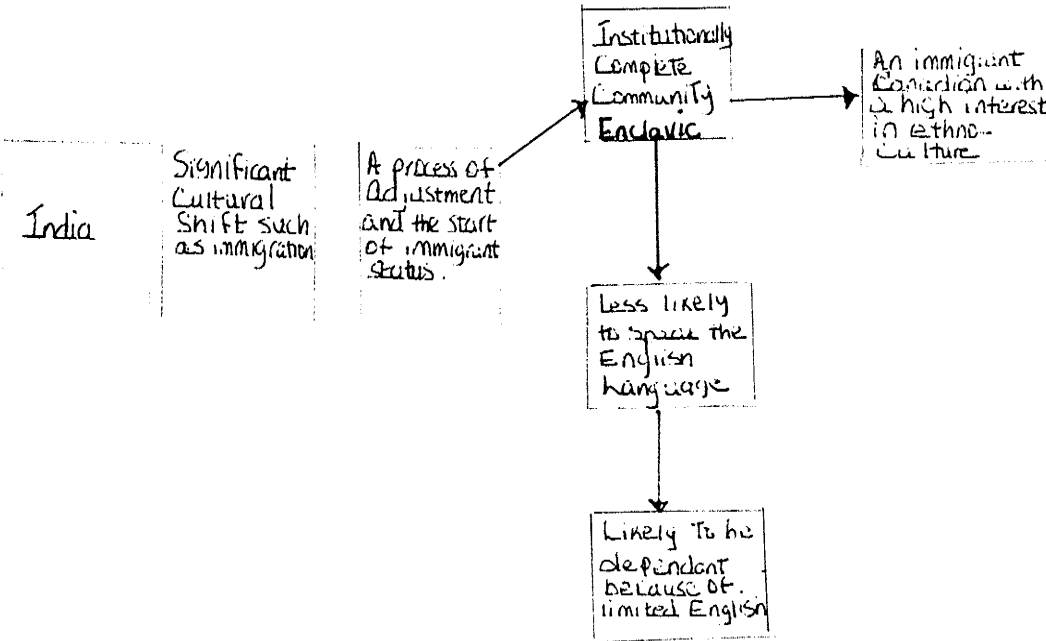 India
Significant
Cultural
Shift such
as immigration
A process of
adjustment
and the start
of immigrant
status.
Institutionally
Complete
Community
Enclavic
An immigrant
Canadian with
a high interest
in ethno-
culture
Less likely
to speak the
English
Language
Likely To be
dependant
because of
limited English